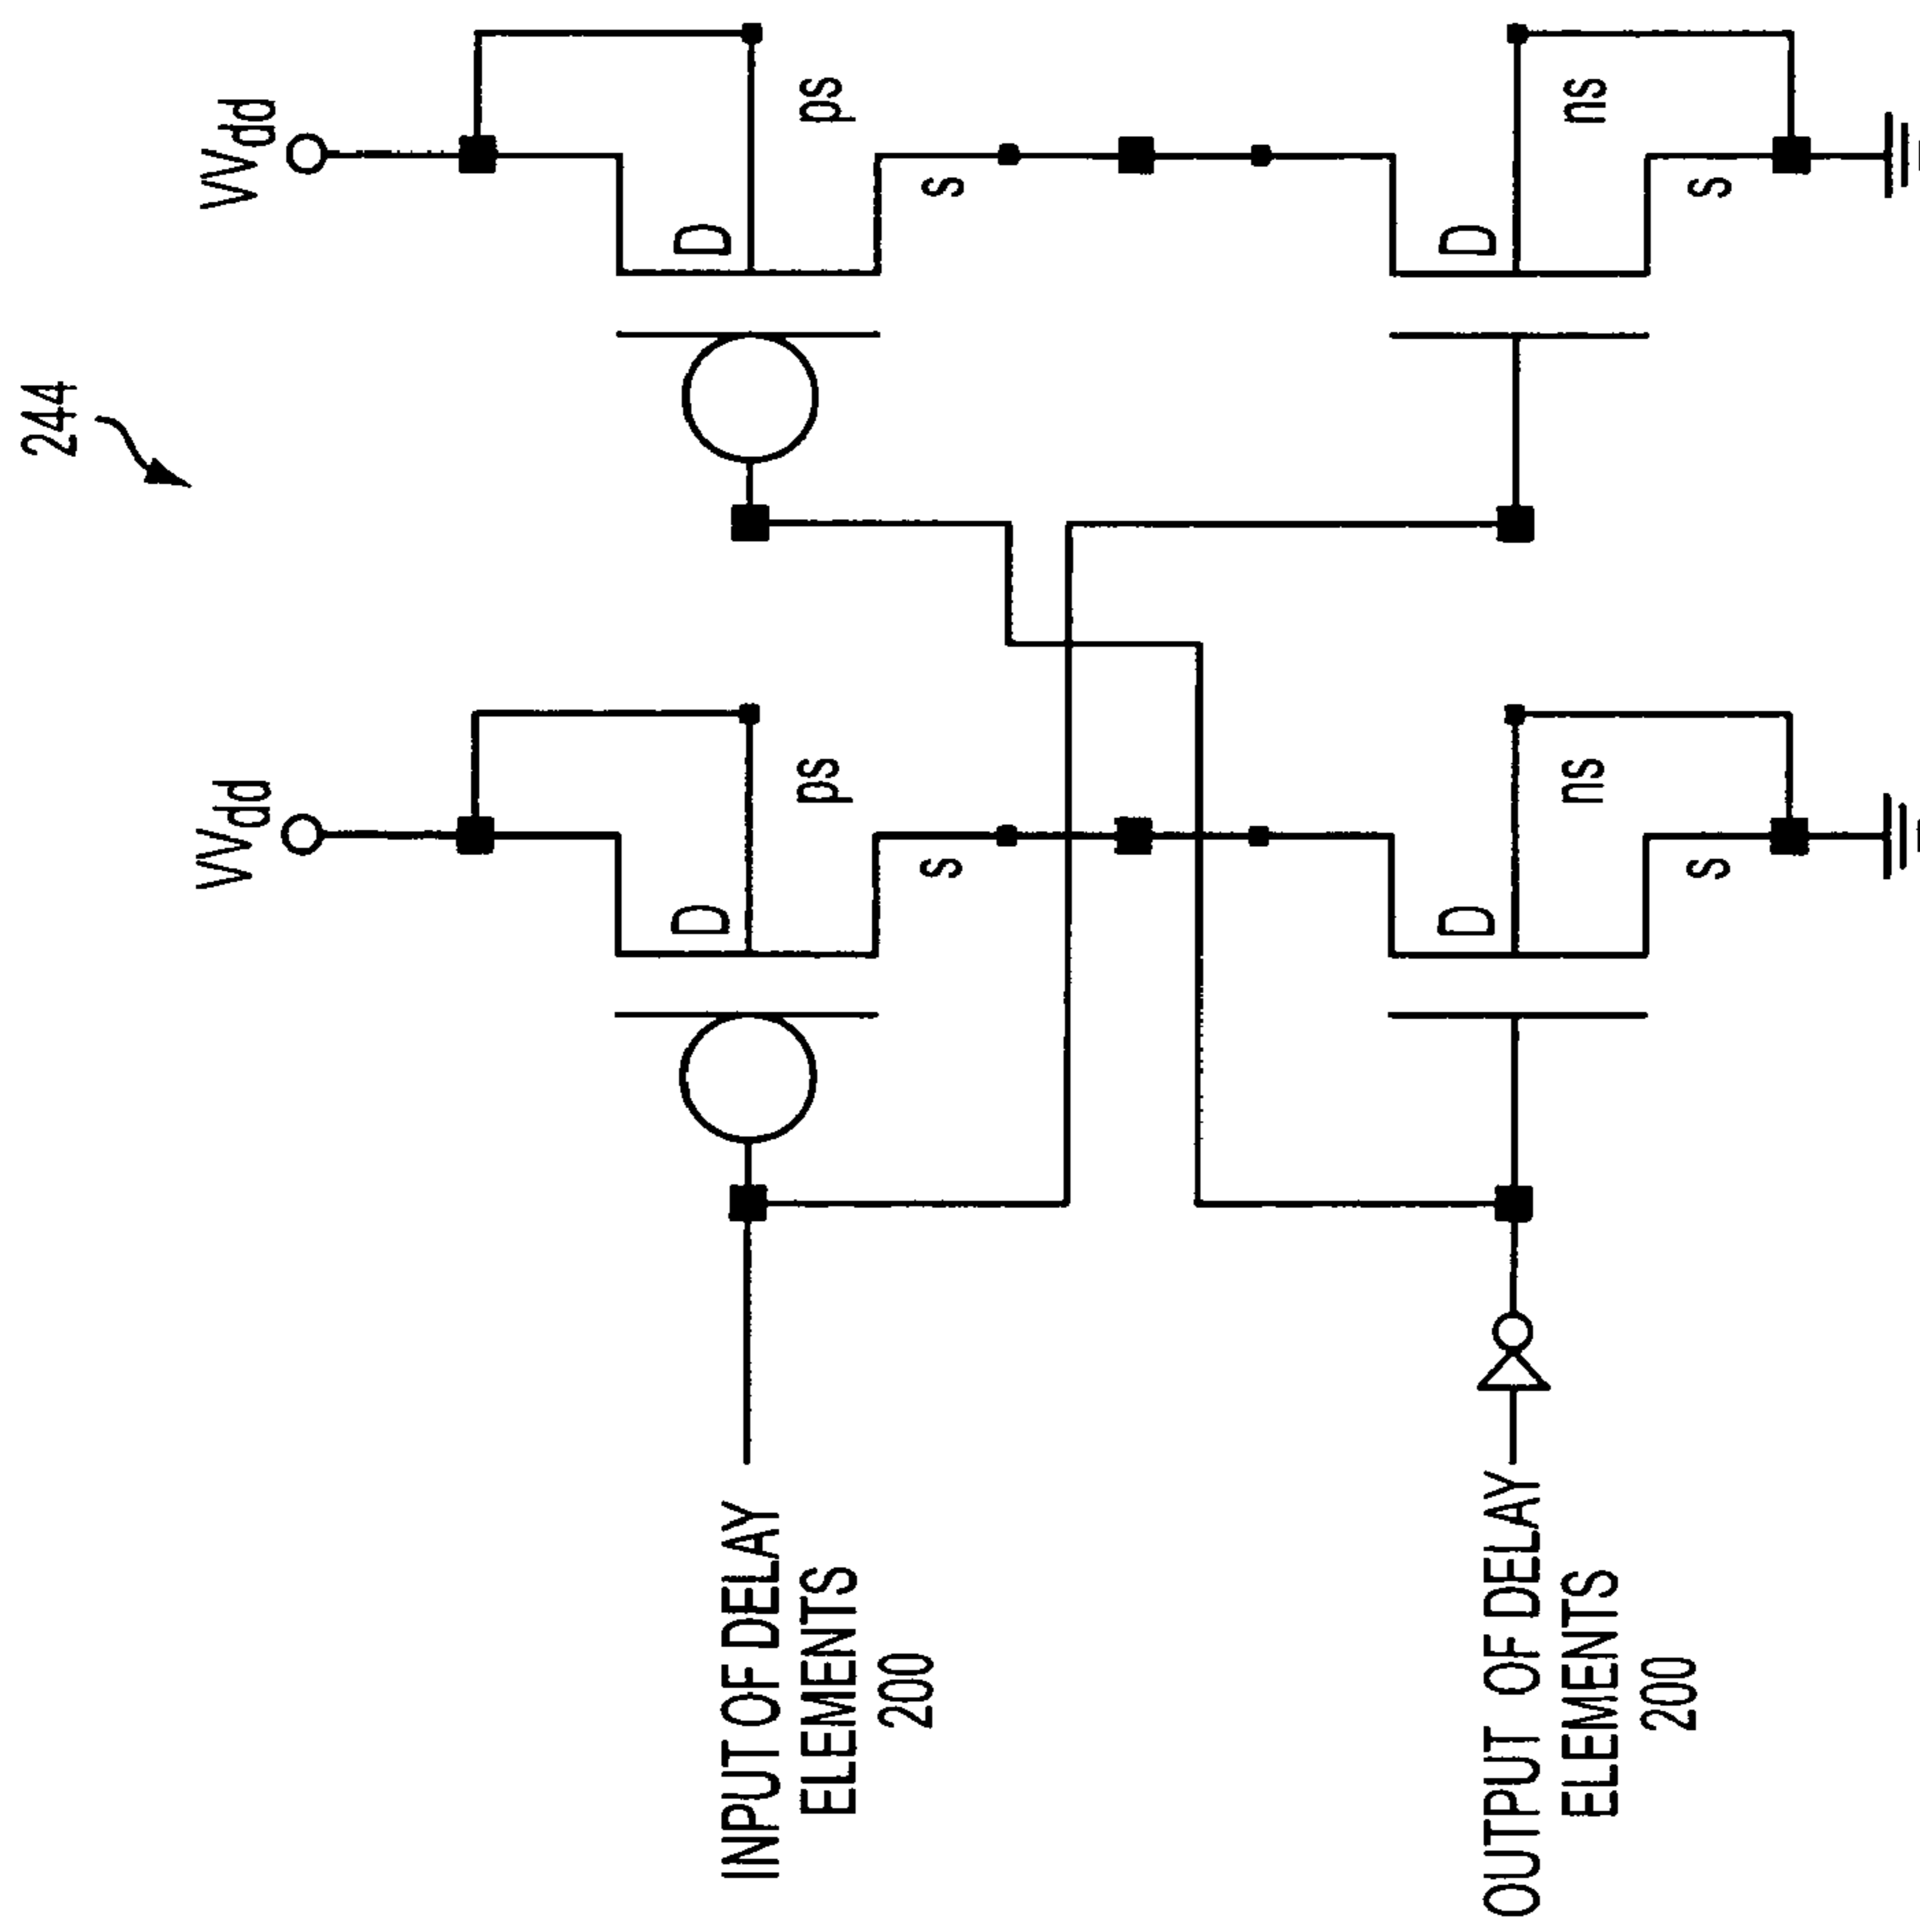 244
VVdd
VVdd
D
D
INPUT OF DELAY
ELEMENTS
200
ps
ps
s
s
D
D
OUTPUT OF DELAY
ELEMENTS
200
ns
ns
s
s